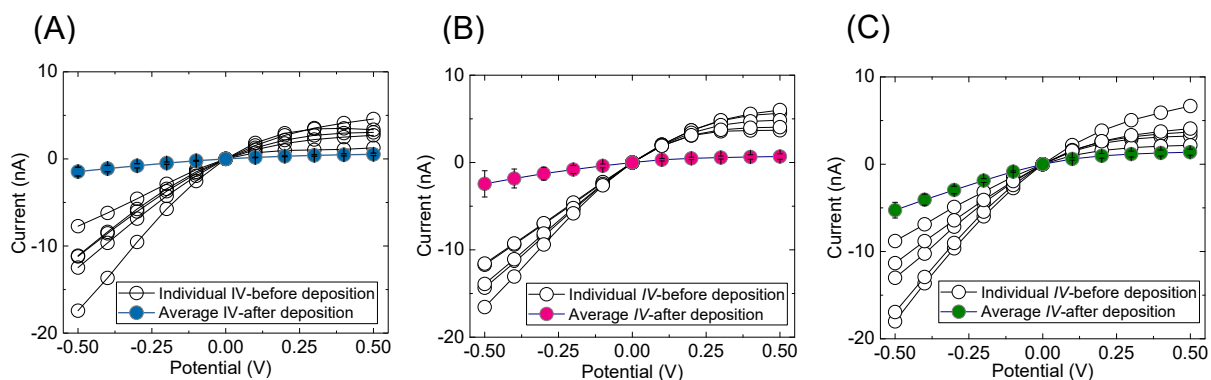 (A)
10
0
-10
-20
Current (nA)
-0.50 -0.25 0.00 0.25 0.50
Potential (V)
Individual IV-before deposition
Average IV-after deposition
(B)
10
0
-10
-20
Current (nA)
-0.50 -0.25 0.00 0.25 0.50
Potential (V)
Individual IV-before deposition
Average IV-after deposition
(C)
10
0
-10
-20
Current (nA)
-0.50 -0.25 0.00 0.25 0.50
Potential (V)
Individual IV-before deposition
Average IV-after deposition